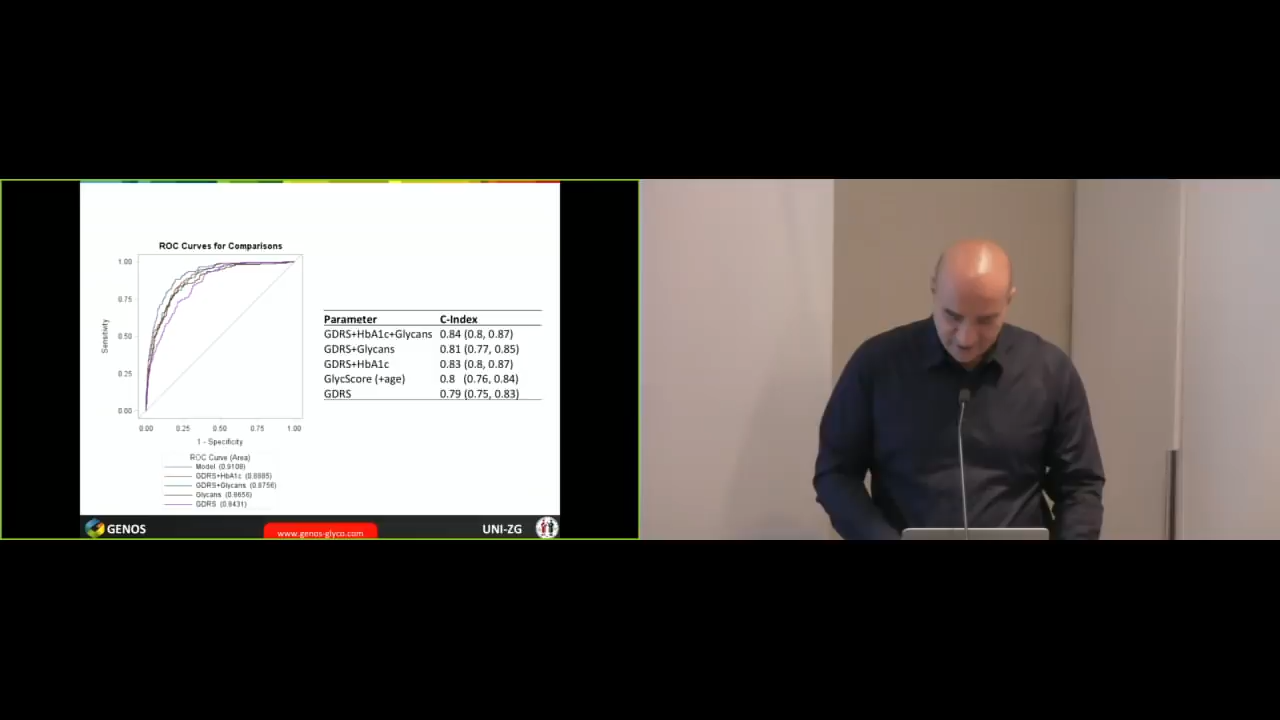 ROC Curves for Comparisons
1.00
0.75
0.50
0.25
0.00
Sensitivity
0.00 0.25 0.50 0.75 1.00
1 - Specificity
ROC Curve (Area)
Model (0.9108)
GDRS+HbA1c (0.8885)
GDRS+Glycans (0.8756)
Glycans (0.8656)
GDRS (0.8431)
Parameter C-Index
GDRS+HbA1c+Glycans 0.84 (0.8, 0.87)
GDRS+Glycans 0.81 (0.77, 0.85)
GDRS+HbA1c 0.83 (0.8, 0.87)
GlycScore (+age) 0.8 (0.76, 0.84)
GDRS 0.79 (0.75, 0.83)
GENOS
www.genos-glyco.com
UNI-ZG